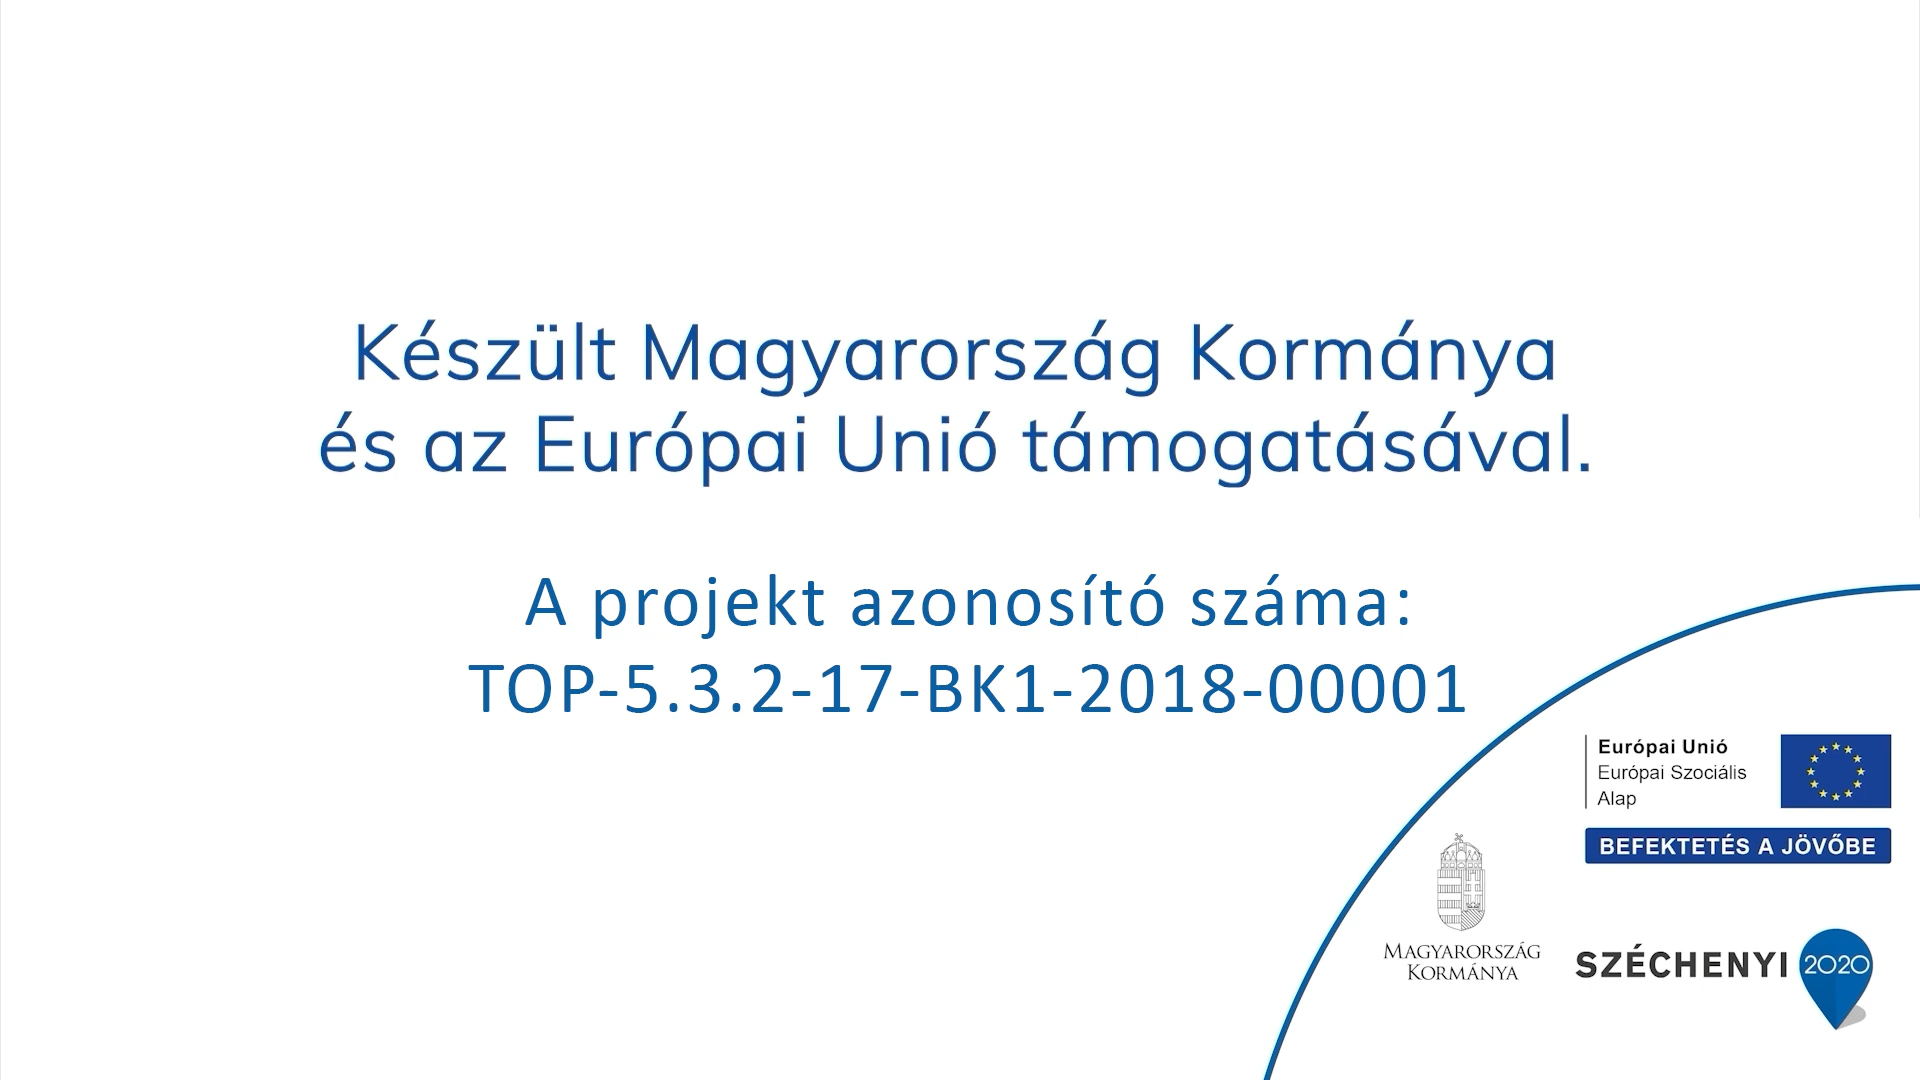 Készült Magyarország Kormánya
és az Európai Unió támogatásával.
A projekt azonosító száma:
TOP-5.3.2-17-BK1-2018-00001
Európai Unió
Európai Szociális
Alap
BEFEKTETÉS A JÖVŐBE
MAGYARORSZÁG
KORMÁNYA
SZÉCHENYI 2020